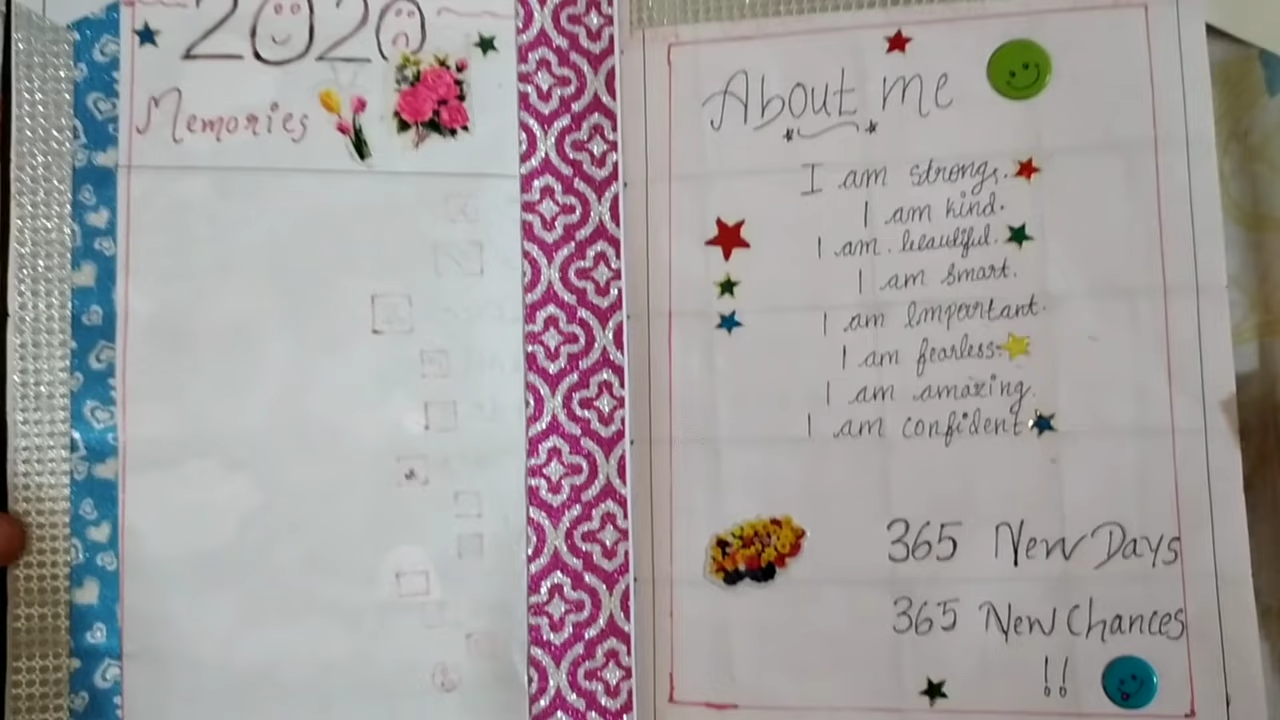 2020
Memories
About me
I am strong.
I am kind.
I am beautiful.
I am smart.
I am Important.
I am fearless.
I am amazing.
I am confident
365 New Days
365 New Chances
!!